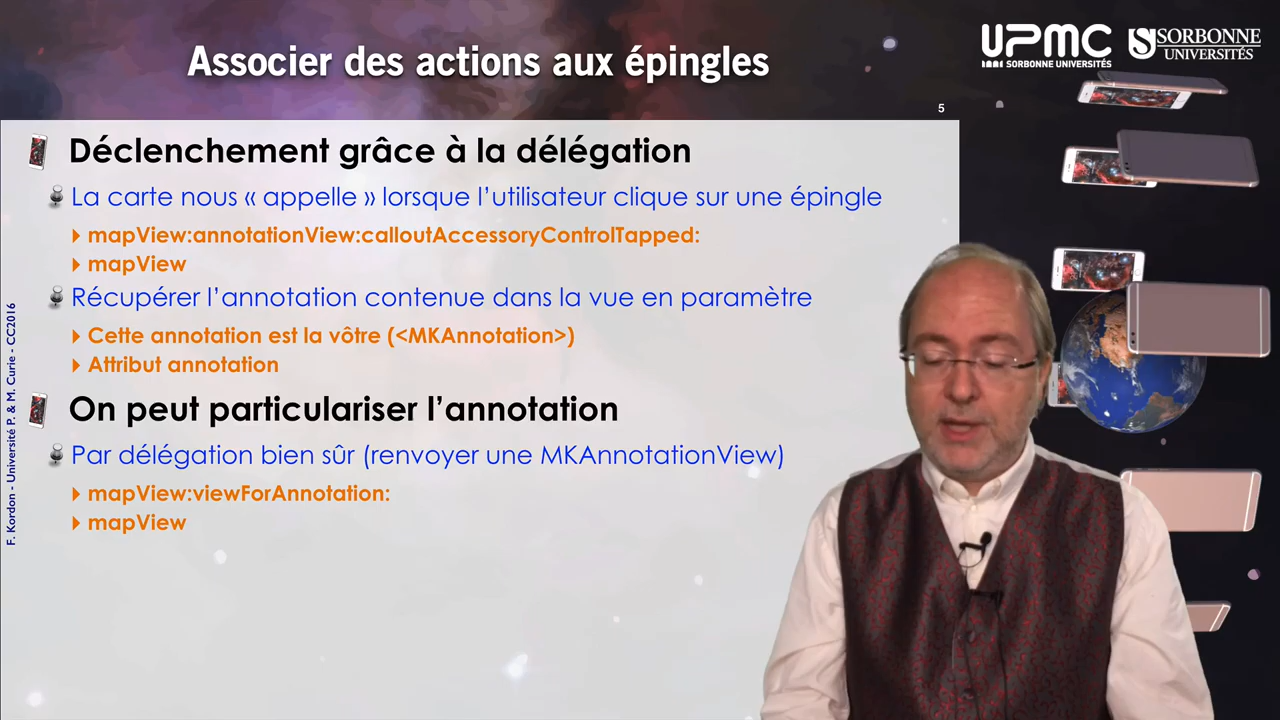 Associer des actions aux épingles
UPMC
SORBONNE UNIVERSITÉS
SORBONNE
UNIVERSITÉS
5
Déclenchement grâce à la délégation
La carte nous « appelle » lorsque l’utilisateur clique sur une épingle
mapView:annotationView:calloutAccessoryControlTapped:
mapView
Récupérer l’annotation contenue dans la vue en paramètre
Cette annotation est la vôtre (<MKAnnotation>)
Attribut annotation
On peut particulariser l’annotation
Par délégation bien sûr (renvoyer une MKAnnotationView)
mapView:viewForAnnotation:
mapView
F. Kordon - Université P. & M. Curie - CC2016